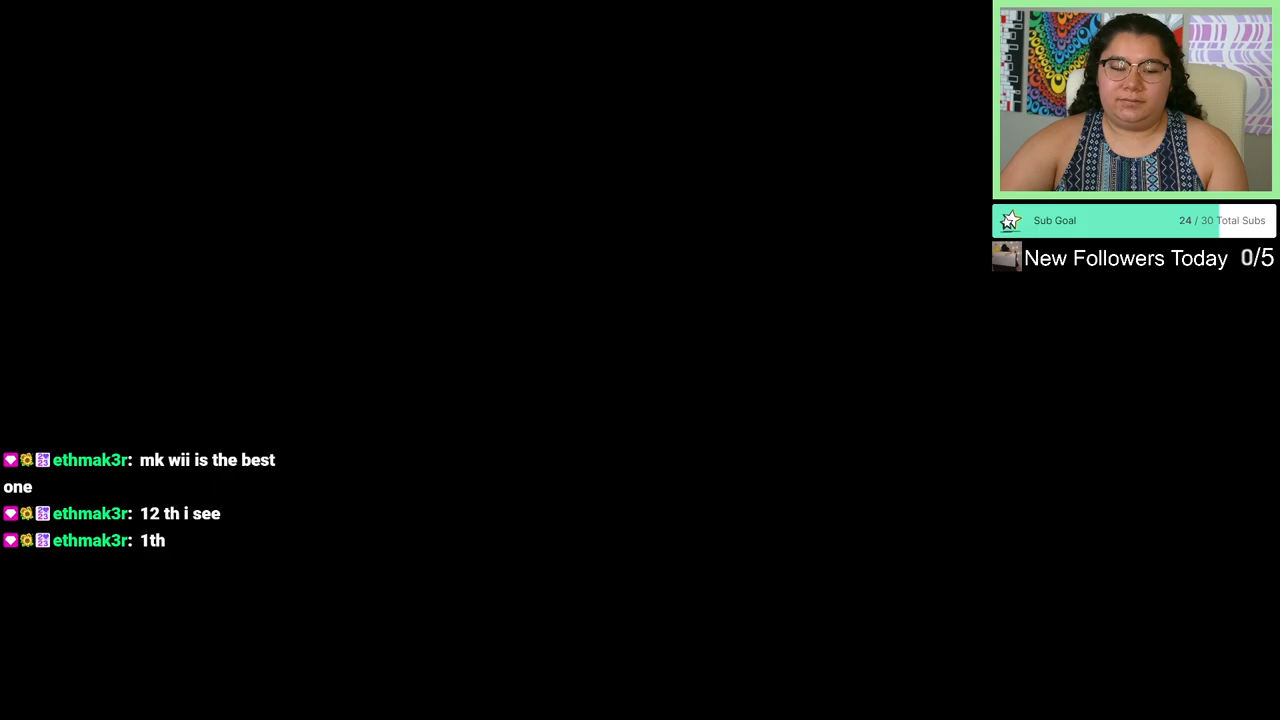 Sub Goal 24 / 30 Total Subs
New Followers Today 0/5
ethmak3r: mk wii is the best
one
ethmak3r: 12 th i see
ethmak3r: 1th